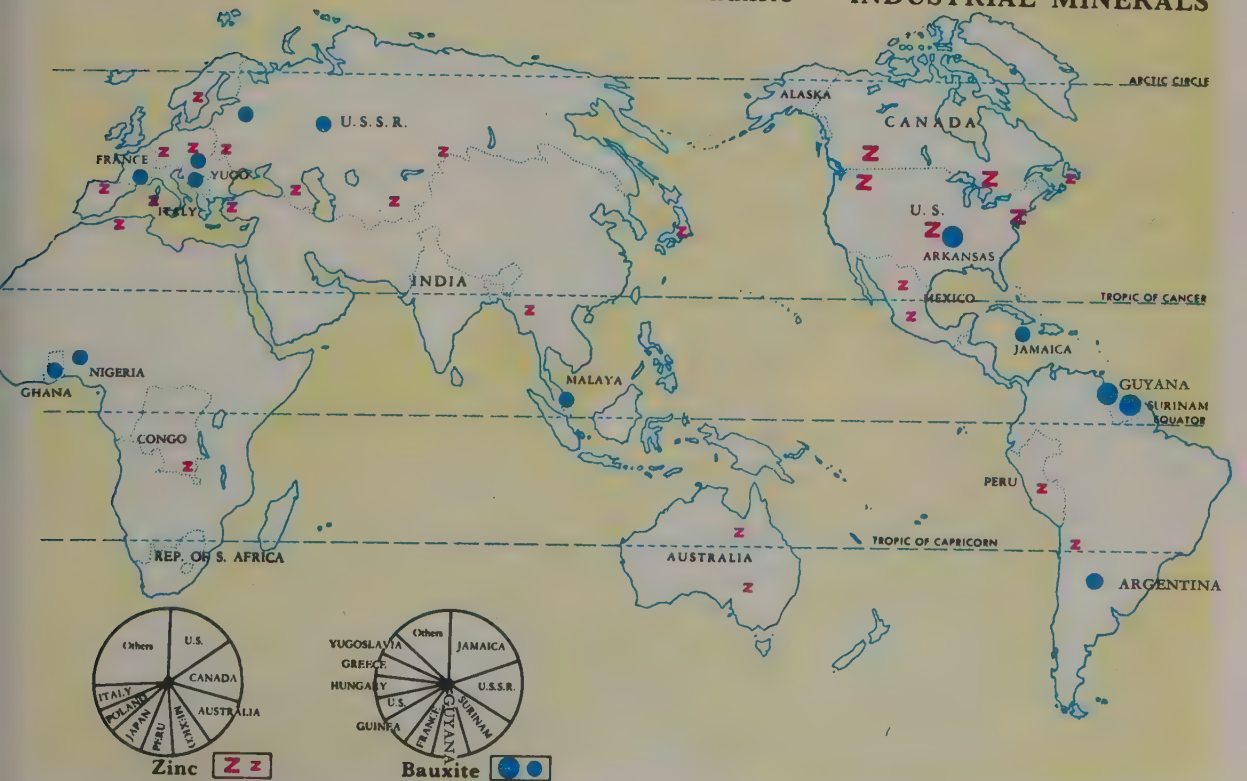 INDUSTRIAL MINERALS
ARCTIC CIRCLE
ALASKA
CANADA
U.S.S.R.
FRANCE
YUGO
ITALY
U. S.
ARKANSAS
INDIA
MEXICO
TROPIC OF CANCER
JAMAICA
NIGERIA
GHANA
MALAYA
GUYANA
SURINAM
EQUATOR
CONGO
PERU
REP. OF S. AFRICA
AUSTRALIA
TROPIC OF CAPRICORN
ARGENTINA
Others
U.S.
CANADA
AUSTRALIA
MEXICO
PERU
JAPAN
POLAND
ITALY
Zinc Z Z
Others
JAMAICA
U.S.S.R.
SURINAM
GUYANA
FRANCE
GUINEA
U.S.
HUNGARY
GREECE
YUGOSLAVIA
Bauxite